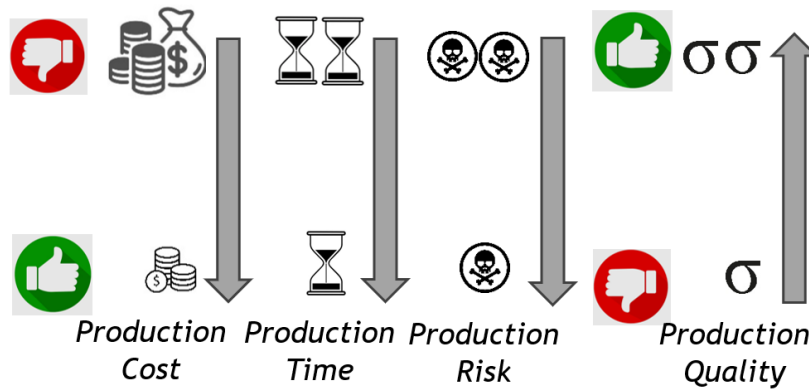 $
σσ
$
σ
Production
Cost
Production
Time
Production
Risk
Production
Quality